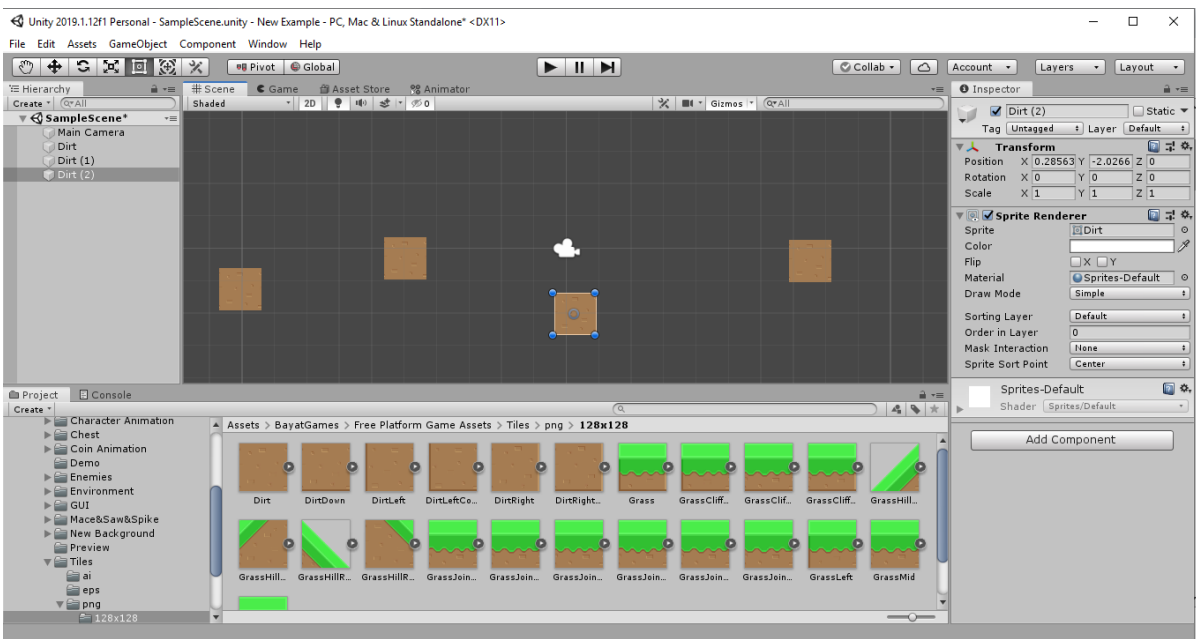 Unity 2019.1.12f1 Personal - SampleScene.unity - New Example - PC, Mac & Linux Standalone* <DX11>
File Edit Assets GameObject Component Window Help
Pivot Global Collab Account Layers Layout
Hierarchy Scene Game Asset Store Animator Inspector
Create All Shaded 2D 0 Gizmos All
SampleScene*
Main Camera
Dirt
Dirt (1)
Dirt (2)
Dirt (2) Static
Tag Untagged Layer Default
Transform
Position X 0.28563 Y -2.0266 Z 0
Rotation X 0 Y 0 Z 0
Scale X 1 Y 1 Z 1
Sprite Renderer
Sprite Dirt
Color
Flip X Y
Material Sprites-Default
Draw Mode Simple
Sorting Layer Default
Order in Layer 0
Mask Interaction None
Sprite Sort Point Center
Sprites-Default
Shader Sprites/Default
Add Component
Project Console
Create
Character Animation
Chest
Coin Animation
Demo
Enemies
Environment
GUI
Mace&Saw&Spike
New Background
Preview
Tiles
ai
eps
png
128x128
Assets > BayatGames > Free Platform Game Assets > Tiles > png > 128x128
Dirt DirtDown DirtLeft DirtLeftCo... DirtRight DirtRight... Grass GrassCliff... GrassClif... GrassCliff... GrassHill...
GrassHill... GrassHillR... GrassHillR... GrassJoin... GrassJoin... GrassJoin... GrassJoin... GrassJoin... GrassJoin... GrassLeft GrassMid